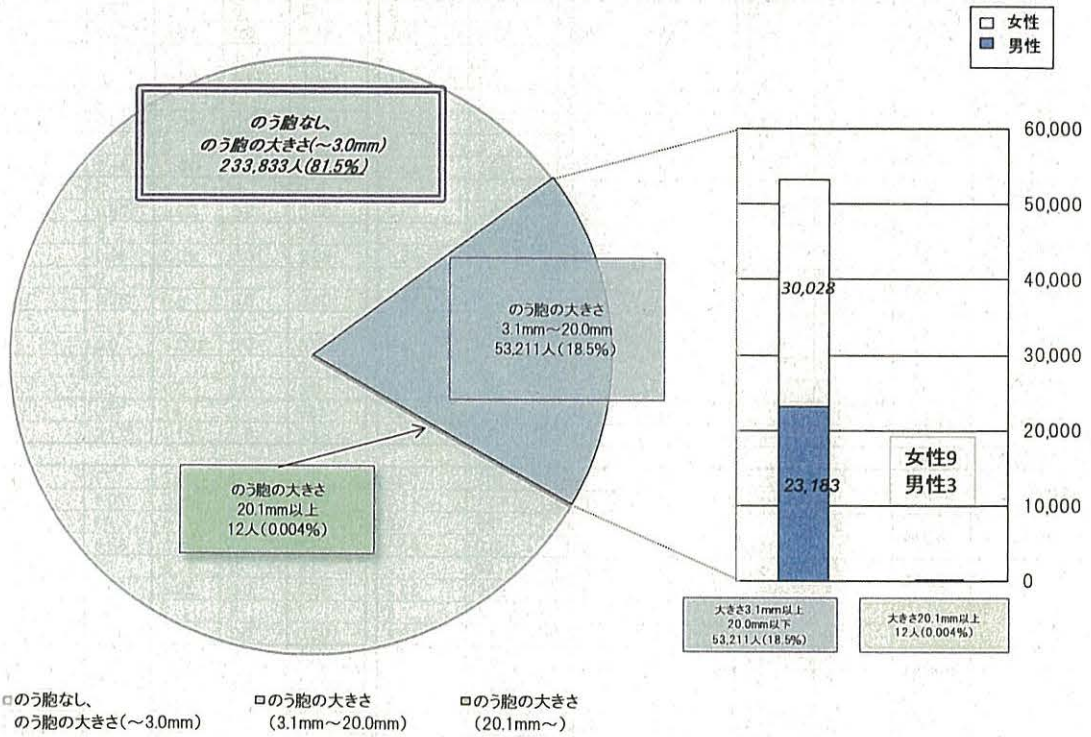 女性
男性
のう胞なし、
のう胞の大きさ(～3.0mm)
233,833人(81.5%)
のう胞の大きさ
3.1mm～20.0mm
53,211人(18.5%)
のう胞の大きさ
20.1mm以上
12人(0.004%)
60,000
50,000
40,000
30,000
20,000
10,000
0
30,028
23,183
女性9
男性3
大きさ3.1mm以上
20.0mm以下
53,211人(18.5%)
大きさ20.1mm以上
12人(0.004%)
のう胞なし、
のう胞の大きさ(～3.0mm)
のう胞の大きさ
(3.1mm～20.0mm)
のう胞の大きさ
(20.1mm～)